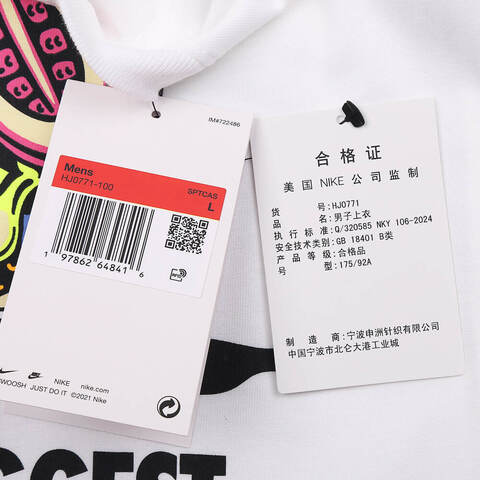 IM#722486
SPTCAS
Mens
HJ0771-100
L
1 97862 64841 6
SWOOSH JUST DO IT
NIKE
©2021 Nike
nike.com
合格证
美国 NIKE 公司监制
货号:HJ0771
品名:男子上衣
执行标准:Q/320585 NKY 106-2024
安全技术类别:GB 18401 B类
产品等级:合格品
号型:175/92A
制造商:宁波申洲针织有限公司
中国宁波市北仑大港工业城
GGEST